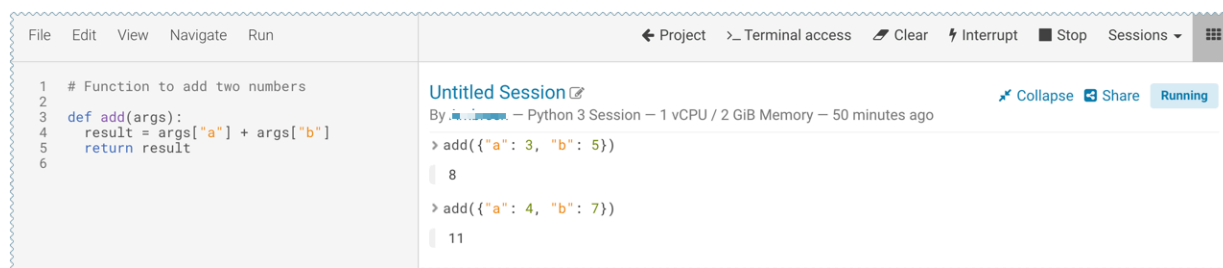 File Edit View Navigate Run
Project >_ Terminal access Clear Interrupt Stop Sessions
1 # Function to add two numbers
2
3 def add(args):
4 result = args["a"] + args["b"]
5 return result
6
Untitled Session
Collapse Share Running
By — Python 3 Session — 1 vCPU / 2 GiB Memory — 50 minutes ago
> add({"a": 3, "b": 5})
8
> add({"a": 4, "b": 7})
11